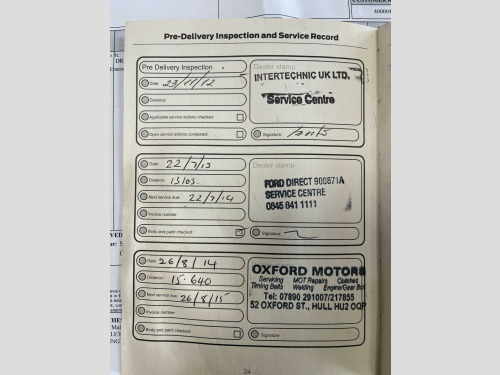 Pre-Delivery Inspection and Service Record
Pre Delivery Inspection
Date: 23/11/12
Distance:
Applicable service actions checked:
Open service actions completed:
Dealer stamp
INTERTECHNIC UK LTD.
Service Centre
Signature
Date: 22/7/13
Distance: 13103.
Next service due: 22/7/14
Invoice number:
Body and paint checked:
Dealer stamp
FORD DIRECT 900871A
SERVICE CENTRE
0845 841 1111
Signature
Date: 26/8/14
Distance: 15.640
Next service due: 26/8/15
Invoice number:
Body and paint checked:
OXFORD MOTORS
Servicing MOT Repairs Clutches
Timing Belts Welding Engine/Gear Box
Tel: 07890 291007/217855
52 OXFORD ST., HULL HU2 0QP
Signature
24